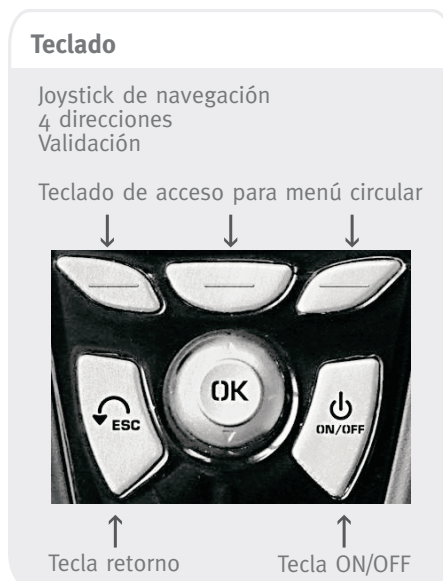 Teclado
Joystick de navegación
4 direcciones
Validación
Teclado de acceso para menú circular
OK
ESC
ON/OFF
Tecla retorno
Tecla ON/OFF